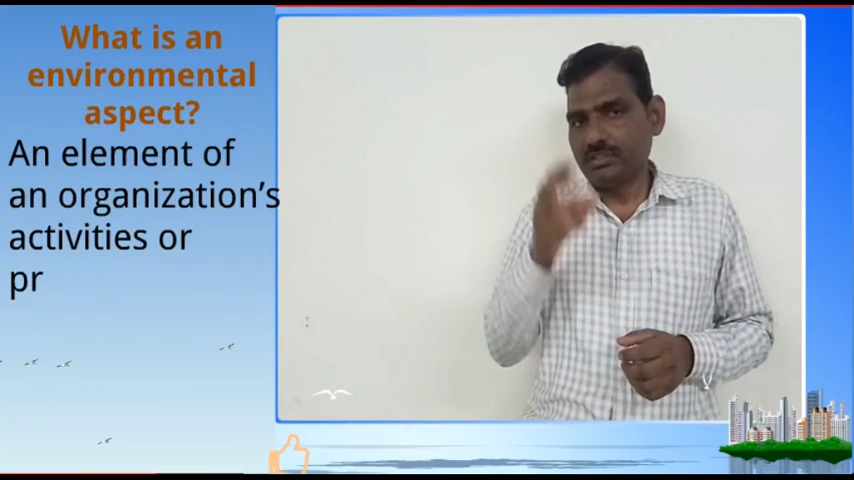 What is an
environmental
aspect?
An element of
an organization’s
activities or
pr